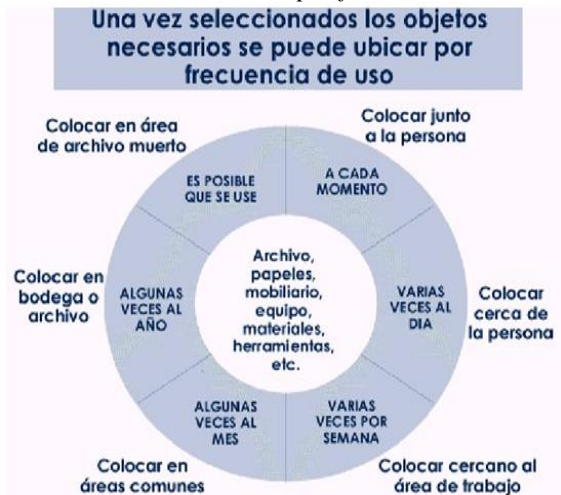 Una vez seleccionados los objetos
necesarios se puede ubicar por
frecuencia de uso
Colocar junto
a la persona
A CADA
MOMENTO
Colocar
cerca de
la persona
VARIAS
VECES AL
DIA
Colocar cercano al
área de trabajo
VARIAS
VECES POR
SEMANA
Colocar en
áreas comunes
ALGUNAS
VECES AL
MES
Colocar en
bodega o
archivo
ALGUNAS
VECES AL
AÑO
Colocar en área
de archivo muerto
ES POSIBLE
QUE SE USE
Archivo,
papeles,
mobiliario,
equipo,
materiales,
herramientas,
etc.